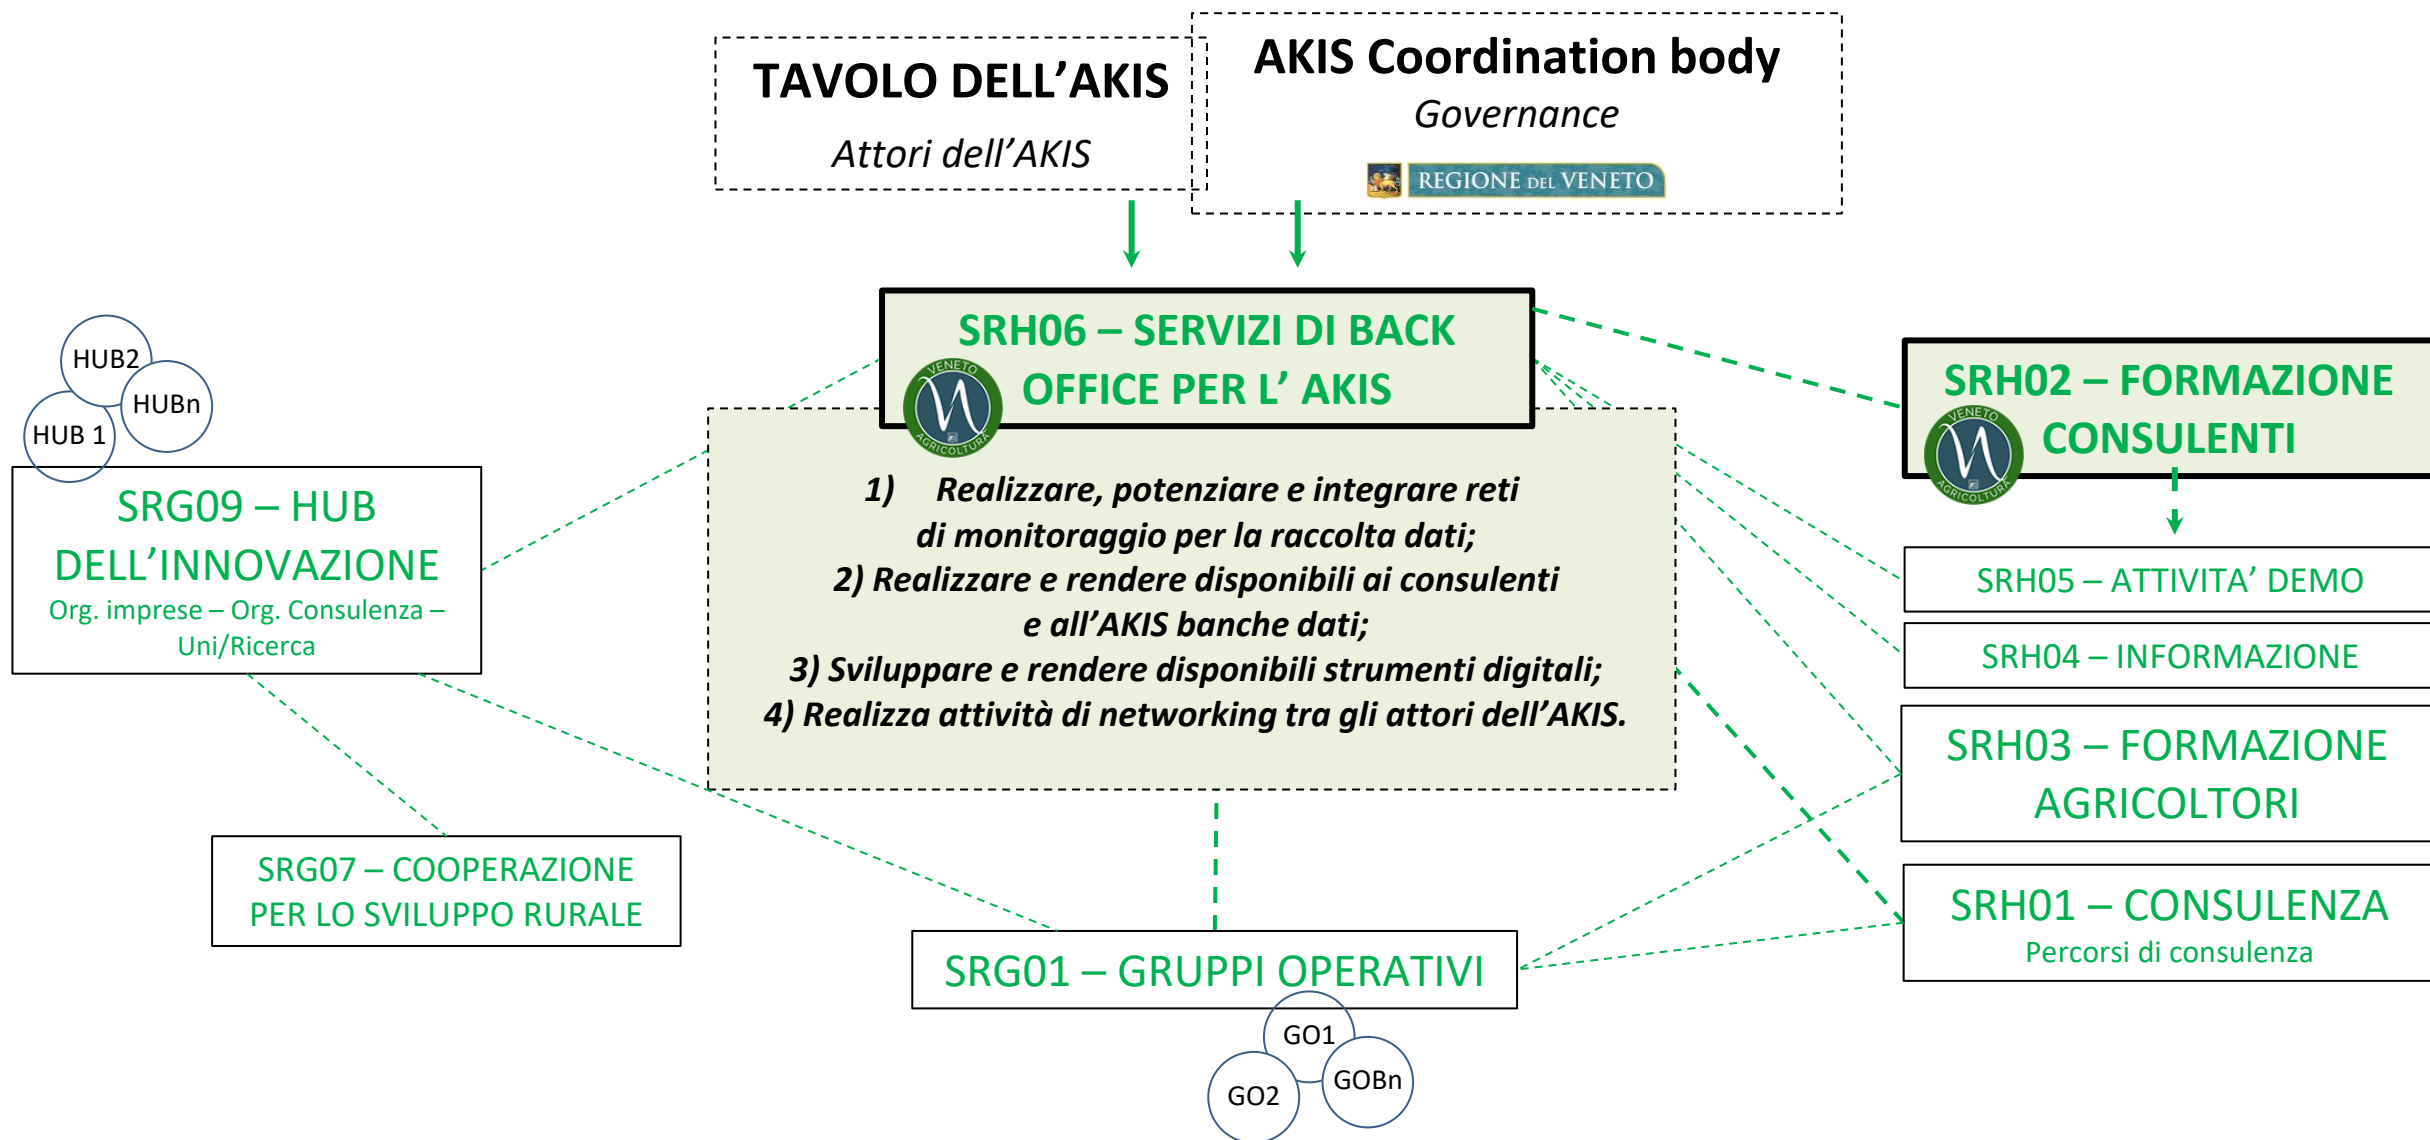 TAVOLO DELL’AKIS
Attori dell’AKIS
AKIS Coordination body
Governance
REGIONE DEL VENETO
SRH06 – SERVIZI DI BACK
OFFICE PER L’ AKIS
VENETO
AGRICOLTURA
1) Realizzare, potenziare e integrare reti
di monitoraggio per la raccolta dati;
2) Realizzare e rendere disponibili ai consulenti
e all’AKIS banche dati;
3) Sviluppare e rendere disponibili strumenti digitali;
4) Realizza attività di networking tra gli attori dell’AKIS.
HUB2
HUBn
HUB 1
SRG09 – HUB
DELL’INNOVAZIONE
Org. imprese – Org. Consulenza –
Uni/Ricerca
SRG07 – COOPERAZIONE
PER LO SVILUPPO RURALE
SRG01 – GRUPPI OPERATIVI
GO1
GO2
GOBn
SRH02 – FORMAZIONE
CONSULENTI
VENETO
AGRICOLTURA
SRH05 – ATTIVITA’ DEMO
SRH04 – INFORMAZIONE
SRH03 – FORMAZIONE
AGRICOLTORI
SRH01 – CONSULENZA
Percorsi di consulenza